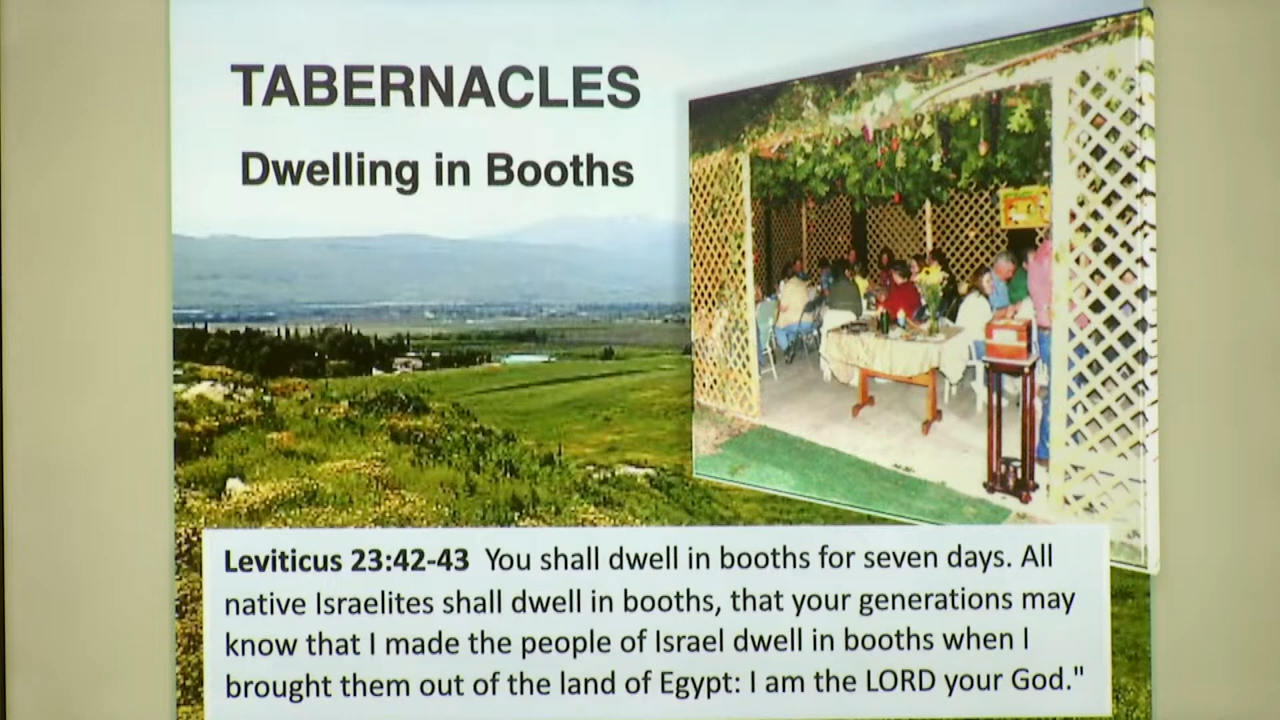 TABERNACLES
Dwelling in Booths
Leviticus 23:42-43 You shall dwell in booths for seven days. All
native Israelites shall dwell in booths, that your generations may
know that I made the people of Israel dwell in booths when I
brought them out of the land of Egypt: I am the LORD your God."